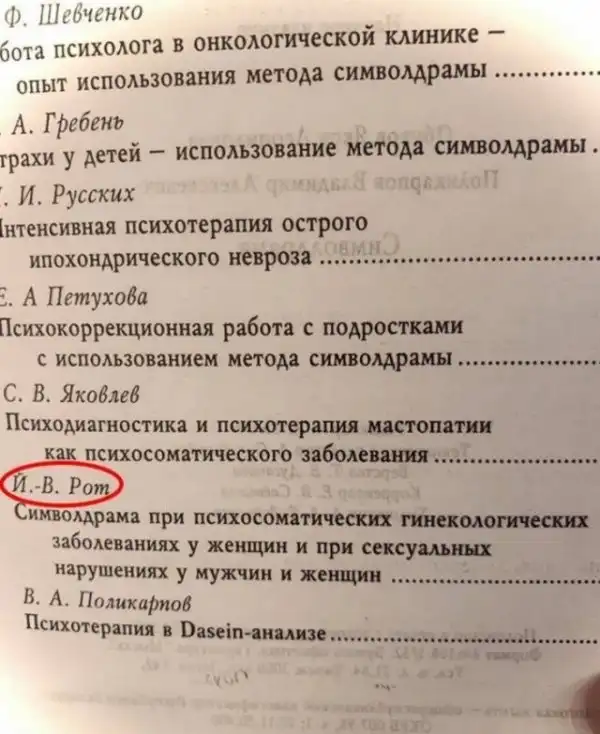 Ф. Шевченко
бота психолога в онкологической клинике –
опыт использования метода символдрамы ..............
А. Гребень
трахи у детей – использование метода символдрамы .
И. Русских
Интенсивная психотерапия острого
ипохондрического невроза ........................................
Е. А Петухова
Психокоррекционная работа с подростками
с использованием метода символдрамы ....................
С. В. Яковлев
Психодиагностика и психотерапия мастопатии
как психосоматического заболевания ........................
Й.-В. Рот
Символдрама при психосоматических гинекологических
заболеваниях у женщин и при сексуальных
нарушениях у мужчин и женщин ..............................
В. А. Поликарпов
Психотерапия в Dasein-анализе......................................